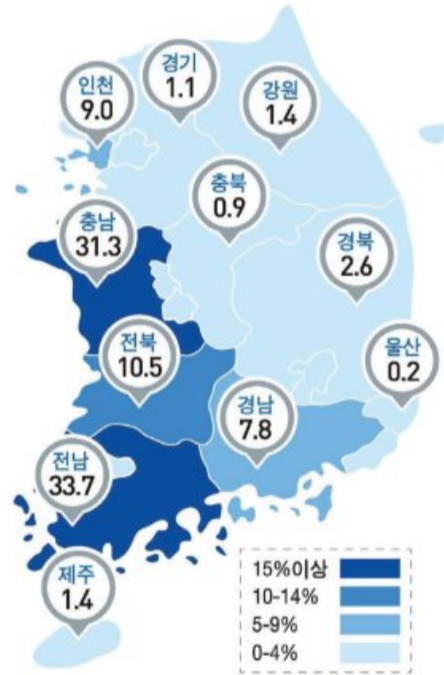 경기
1.1
인천
9.0
강원
1.4
충북
0.9
충남
31.3
경북
2.6
전북
10.5
울산
0.2
경남
7.8
전남
33.7
제주
1.4
15%이상
10-14%
5-9%
0-4%